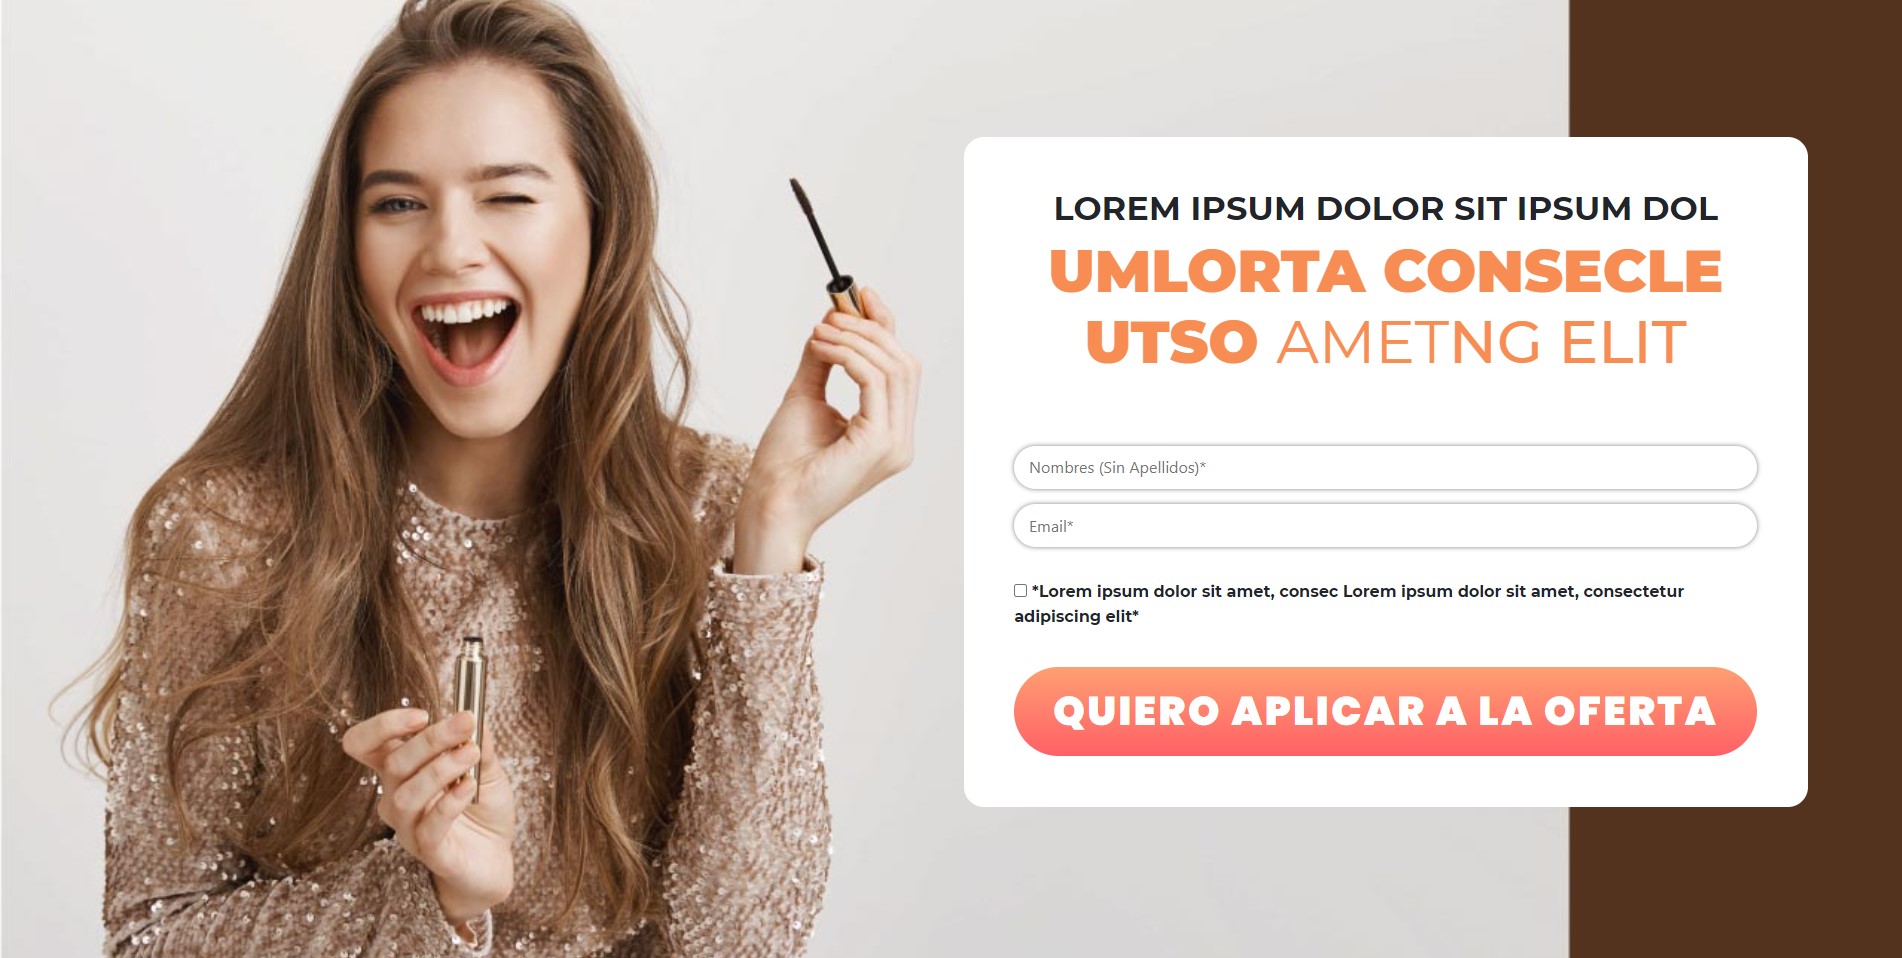 LOREM IPSUM DOLOR SIT IPSUM DOL
UMLORTA CONSECLE
UTSO AMETNG ELIT
Nombres (Sin Apellidos)*
Email*
*Lorem ipsum dolor sit amet, consec Lorem ipsum dolor sit amet, consectetur
adipiscing elit*
QUIERO APLICAR A LA OFERTA